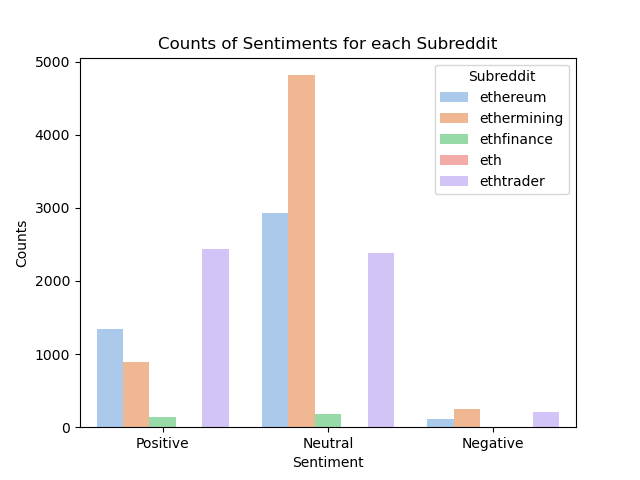 Counts of Sentiments for each Subreddit
Subreddit
ethereum
ethermining
ethfinance
eth
ethtrader
Counts
5000
4000
3000
2000
1000
0
Positive
Neutral
Negative
Sentiment